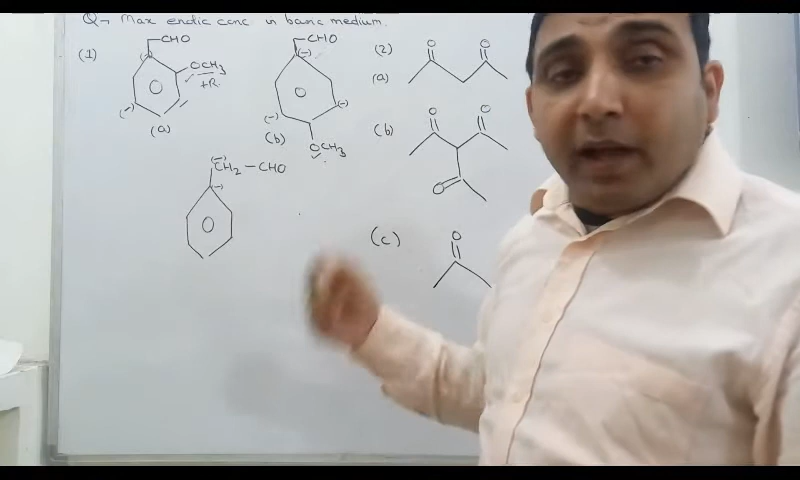 Q→ Max enolic conc in basic medium.
(1)
CHO
OCH3
+R
(-)
(-)
(a)
CHO
(-)
(-)
(-)
(b)
OCH3
(-)
CH2-CHO
(-)
(2)
(a)
O O
(b)
O O
O
(c)
O